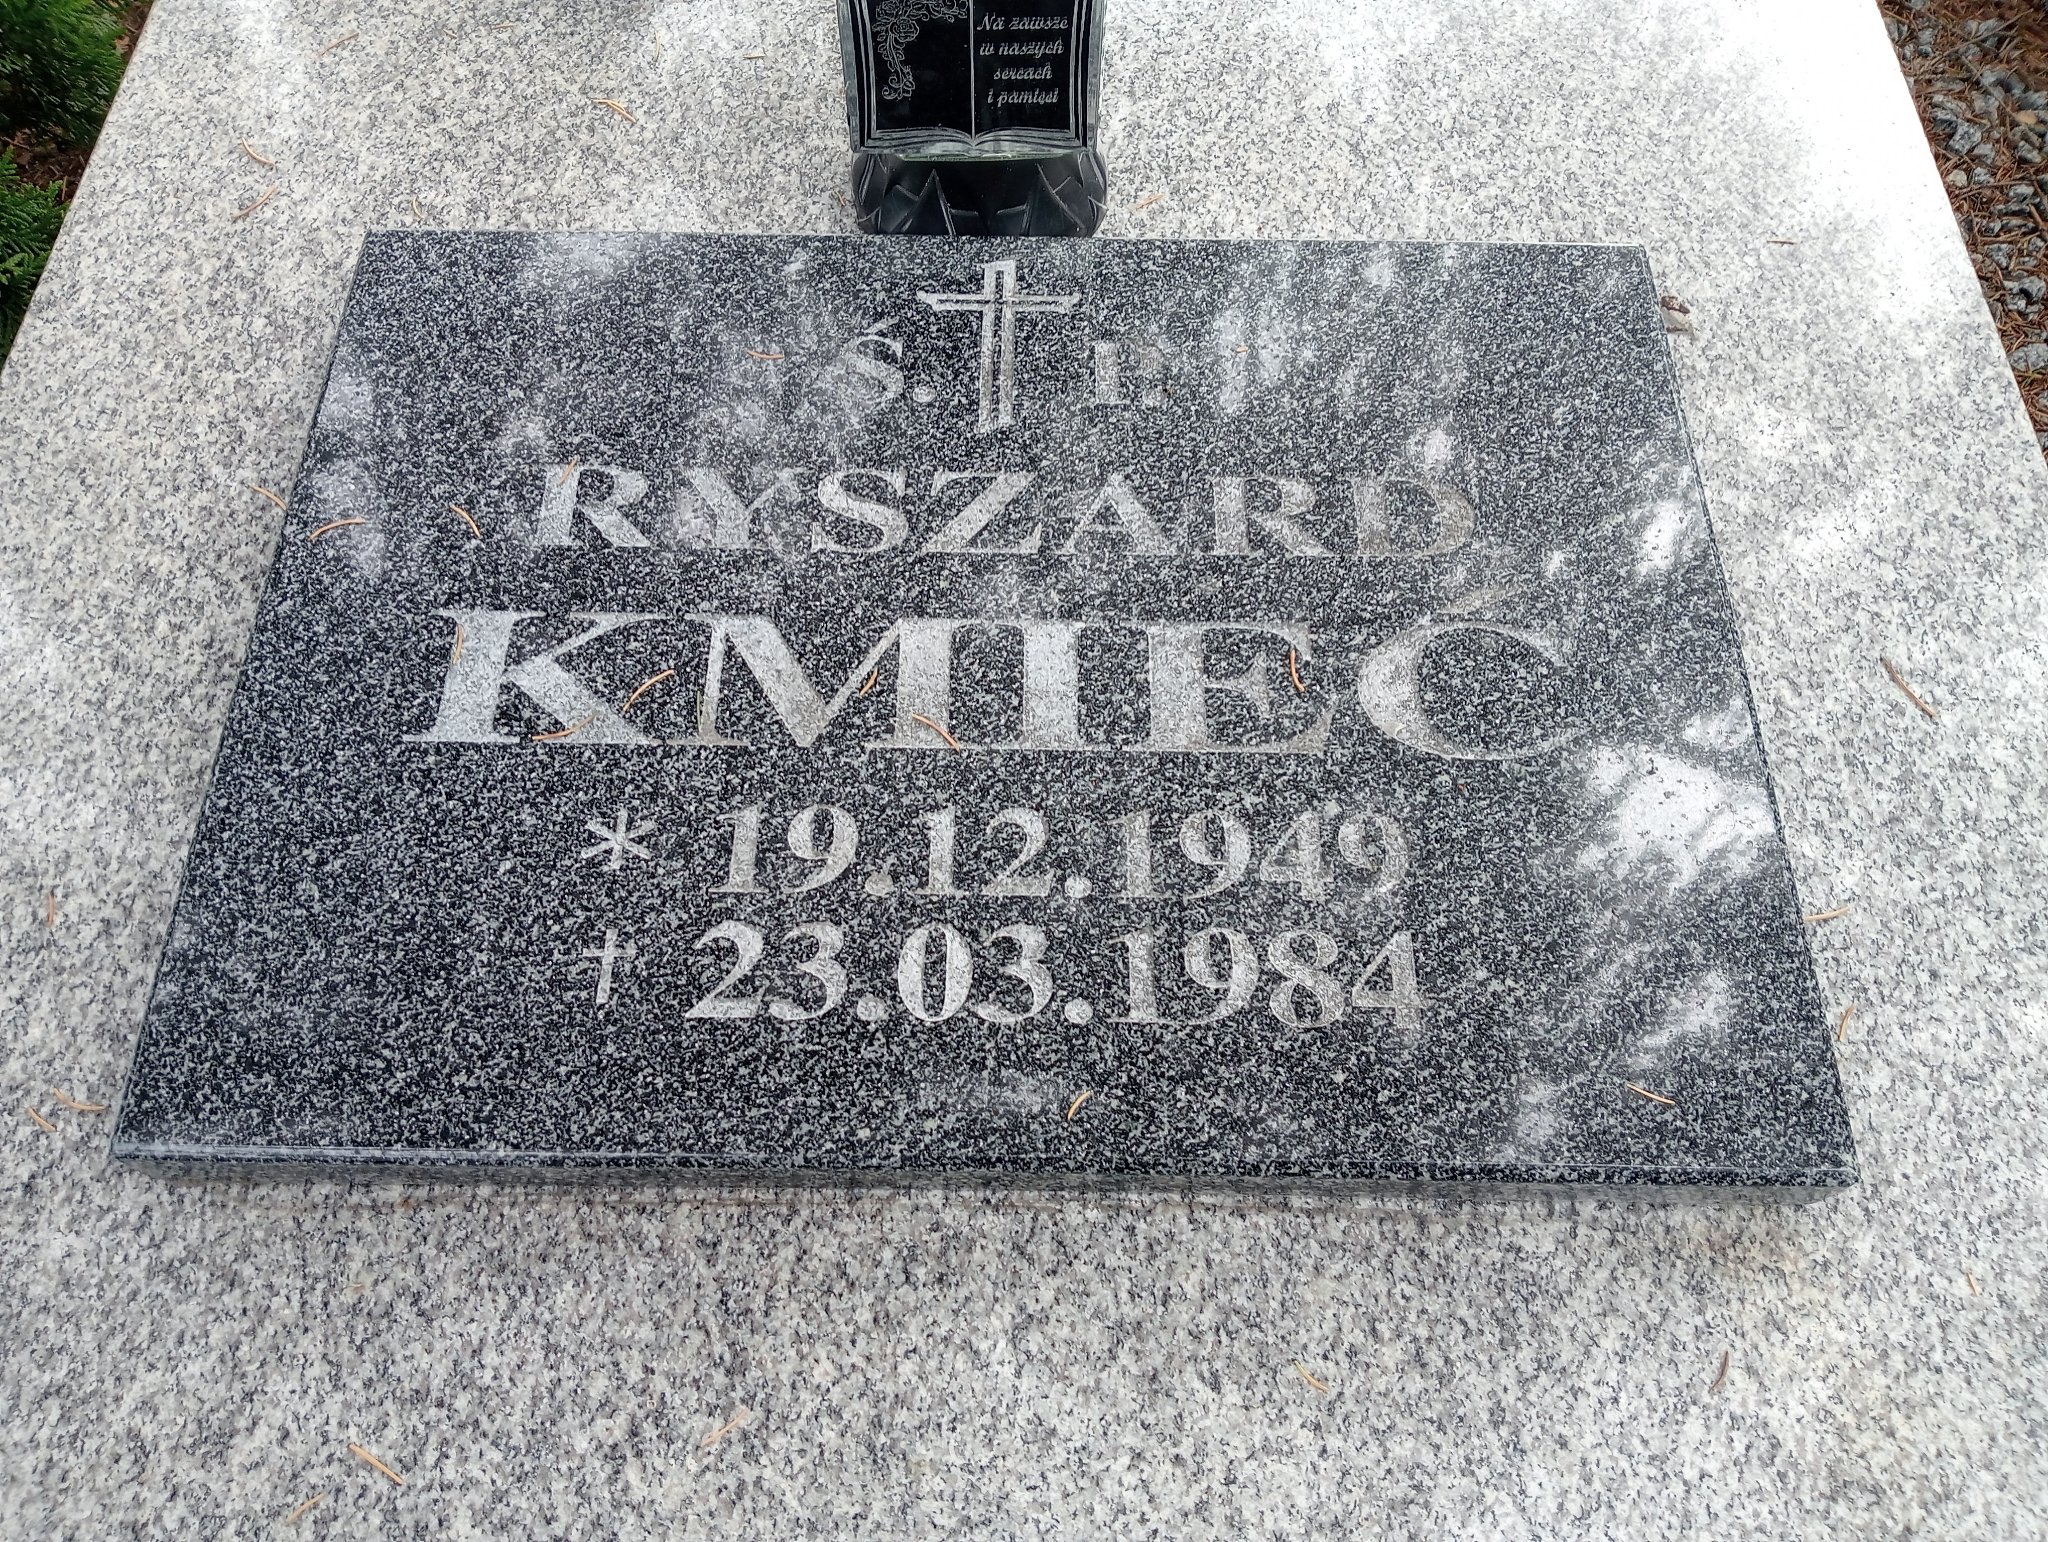 Na zawsze
w naszych
sercach
i pamięci
Ś. P.
RYSZARD
KMIEĆ
* 19.12.1949
† 23.03.1984